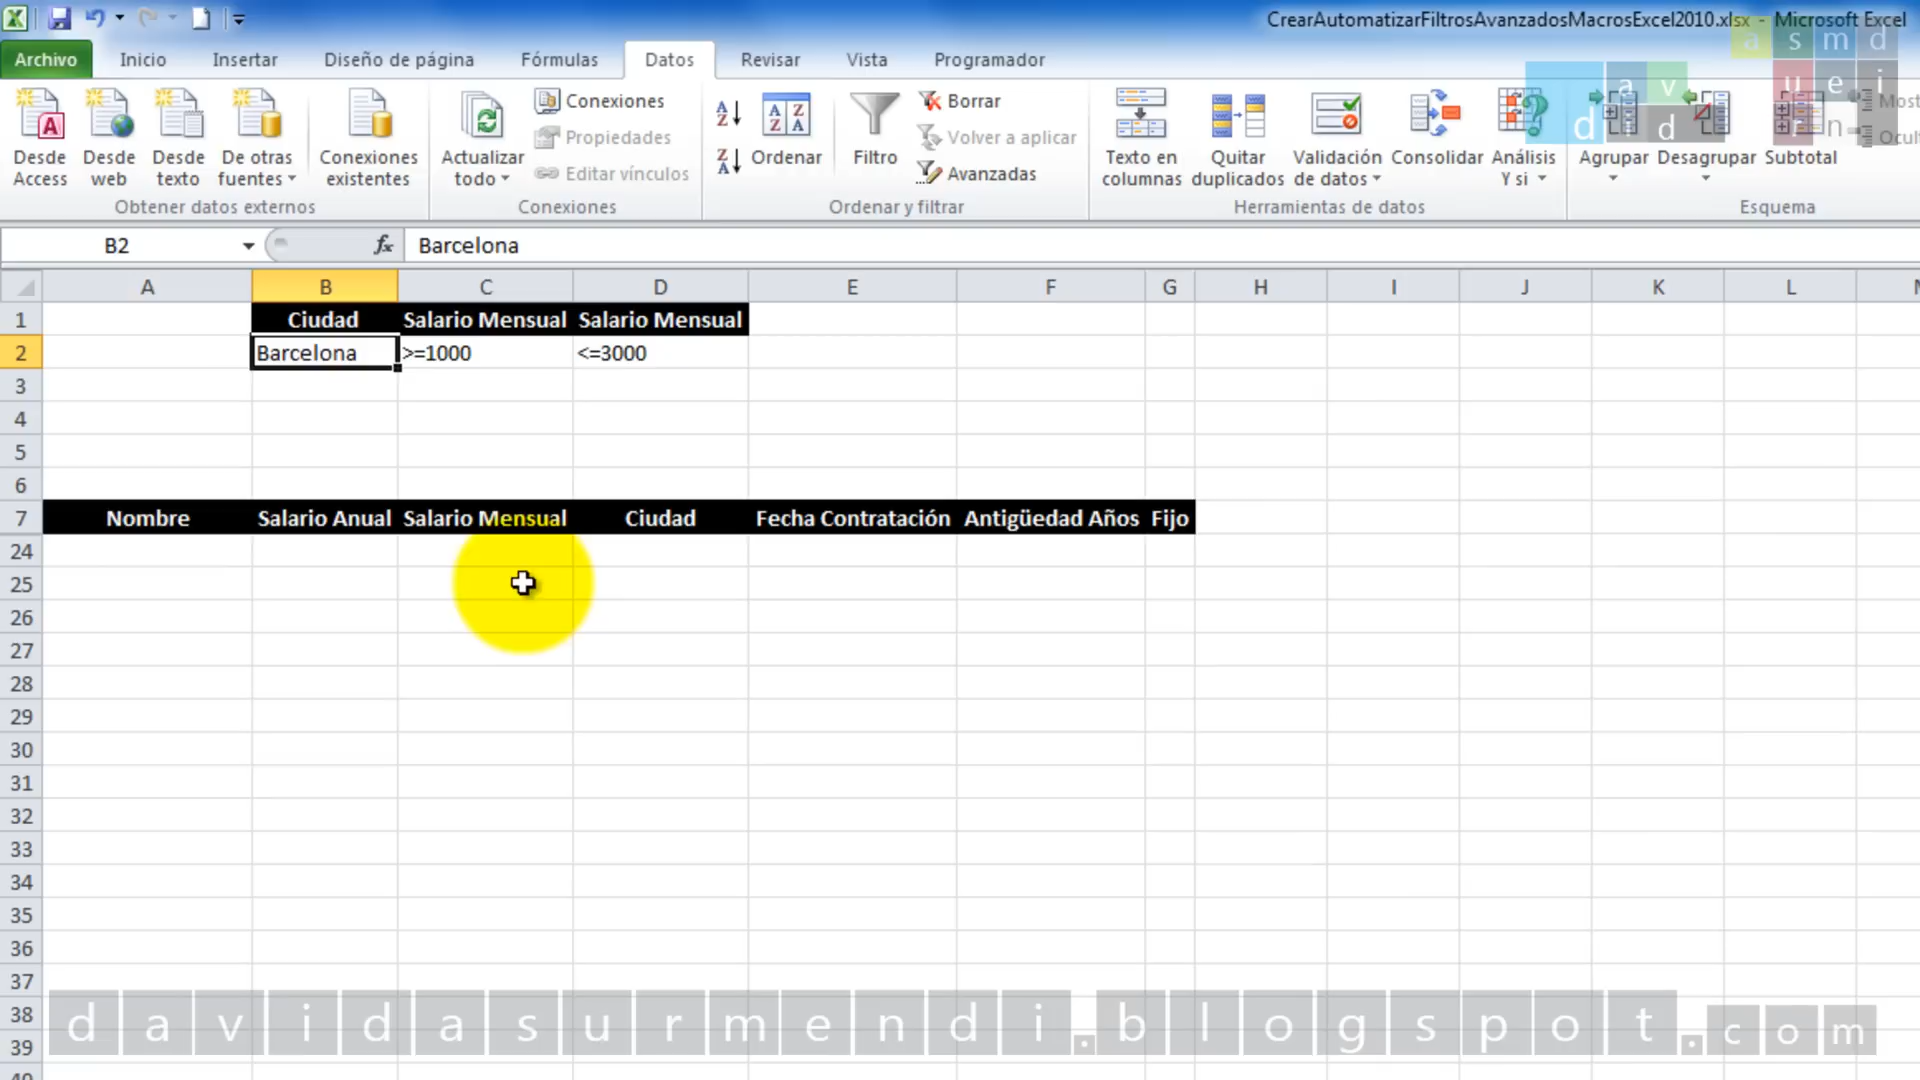 CrearAutomatizarFiltrosAvanzadosMacrosExcel2010.xlsx - Microsoft Excel
Archivo Inicio Insertar Diseño de página Fórmulas Datos Revisar Vista Programador
a s m d
u e i
d a v i d
r n
Desde Access
Desde web
Desde texto
De otras fuentes
Conexiones existentes
Obtener datos externos
Actualizar todo
Conexiones
Propiedades
Editar vínculos
Conexiones
Ordenar
Filtro
Borrar
Volver a aplicar
Avanzadas
Ordenar y filtrar
Texto en columnas
Quitar duplicados
Validación de datos
Consolidar
Análisis Y si
Herramientas de datos
Agrupar
Desagrupar
Subtotal
Esquema
B2 fx Barcelona
A B C D E F G H I J K L
1 Ciudad Salario Mensual Salario Mensual
2 Barcelona >=1000 <=3000
3
4
5
6
7 Nombre Salario Anual Salario Mensual Ciudad Fecha Contratación Antigüedad Años Fijo
24
25
26
27
28
29
30
31
32
33
34
35
36
37
38
39
davidasurmendi.blogspot.com